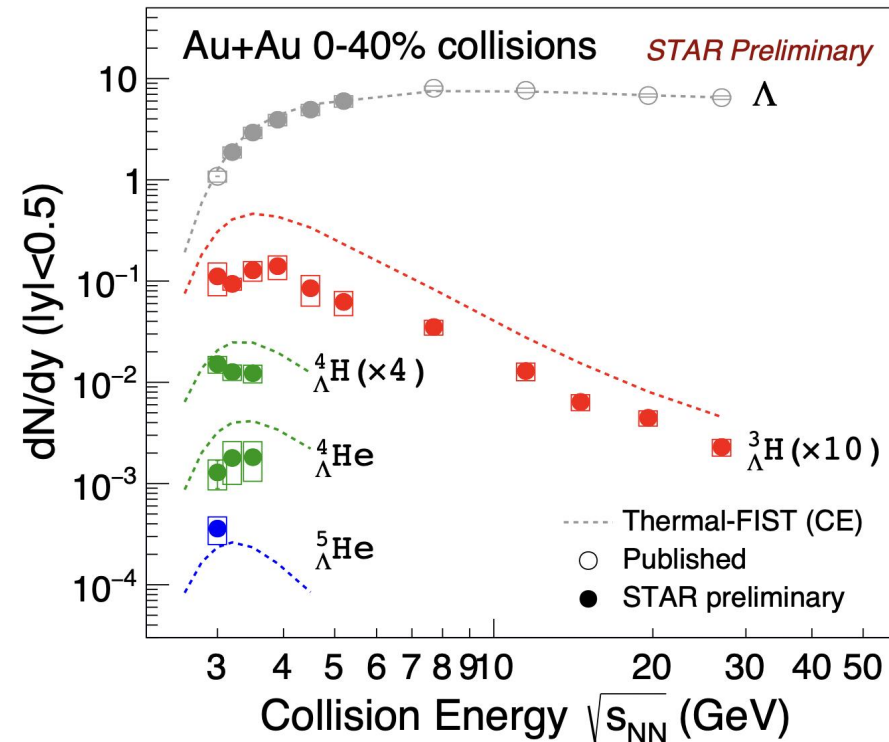 Au+Au 0-40% collisions
STAR Preliminary
dN/dy (|y|<0.5)
10
1
10⁻¹
10⁻²
10⁻³
10⁻⁴
Λ
⁴ΛH(×4)
⁴ΛHe
³ΛH(×10)
⁵ΛHe
Thermal-FIST (CE)
Published
STAR preliminary
3 4 5 6 7 8 910 20 30 40 50
Collision Energy √sNN (GeV)